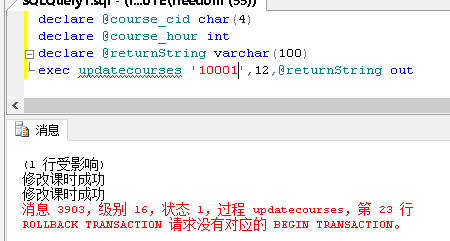 SQLQuery1.sql - (l...UTE(freedom (55))
declare @course_cid char(4)
declare @course_hour int
declare @returnString varchar(100)
exec updatecourses '10001',12,@returnString out
消息
(1 行受影响)
修改课时成功
修改课时成功
消息 3903，级别 16，状态 1，过程 updatecourses，第 23 行
ROLLBACK TRANSACTION 请求没有对应的 BEGIN TRANSACTION。